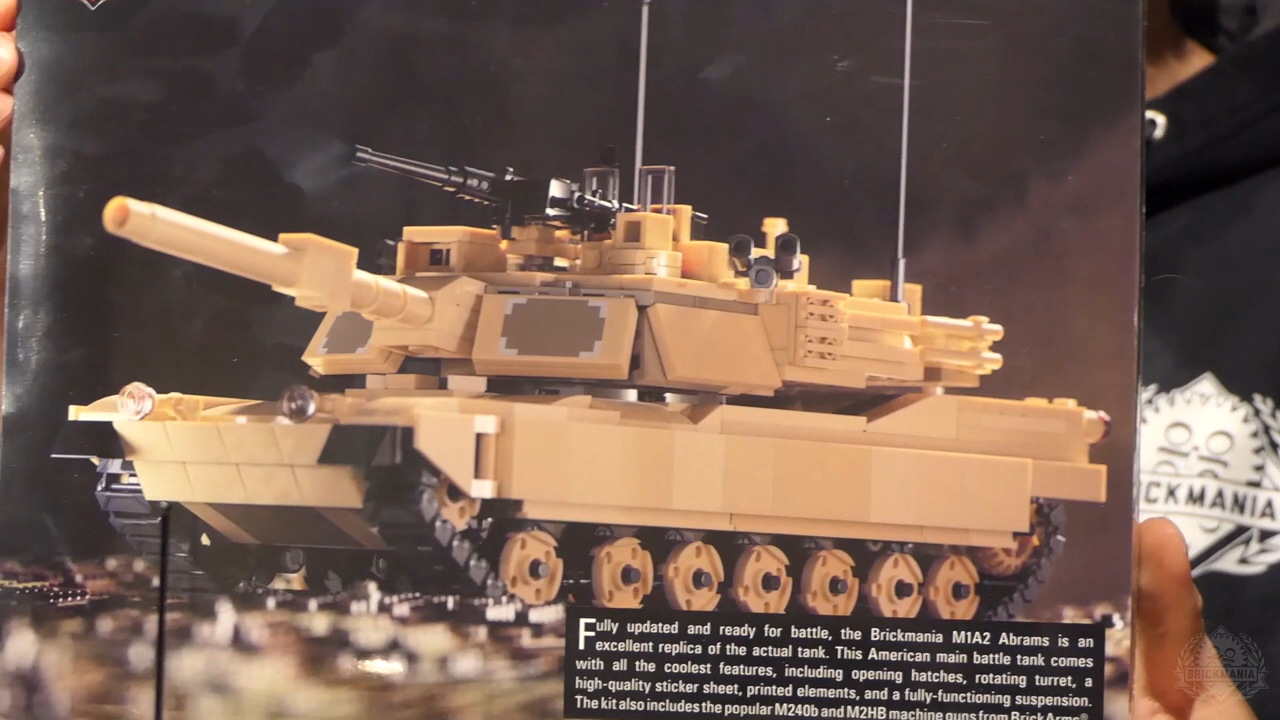 Fully updated and ready for battle, the Brickmania M1A2 Abrams is an
excellent replica of the actual tank. This American main battle tank comes
with all the coolest features, including opening hatches, rotating turret, a
high-quality sticker sheet, printed elements, and a fully-functioning suspension.
The kit also includes the popular M240b and M2HB machine guns from BrickArms®
CKMANIA
BRICKMANIA